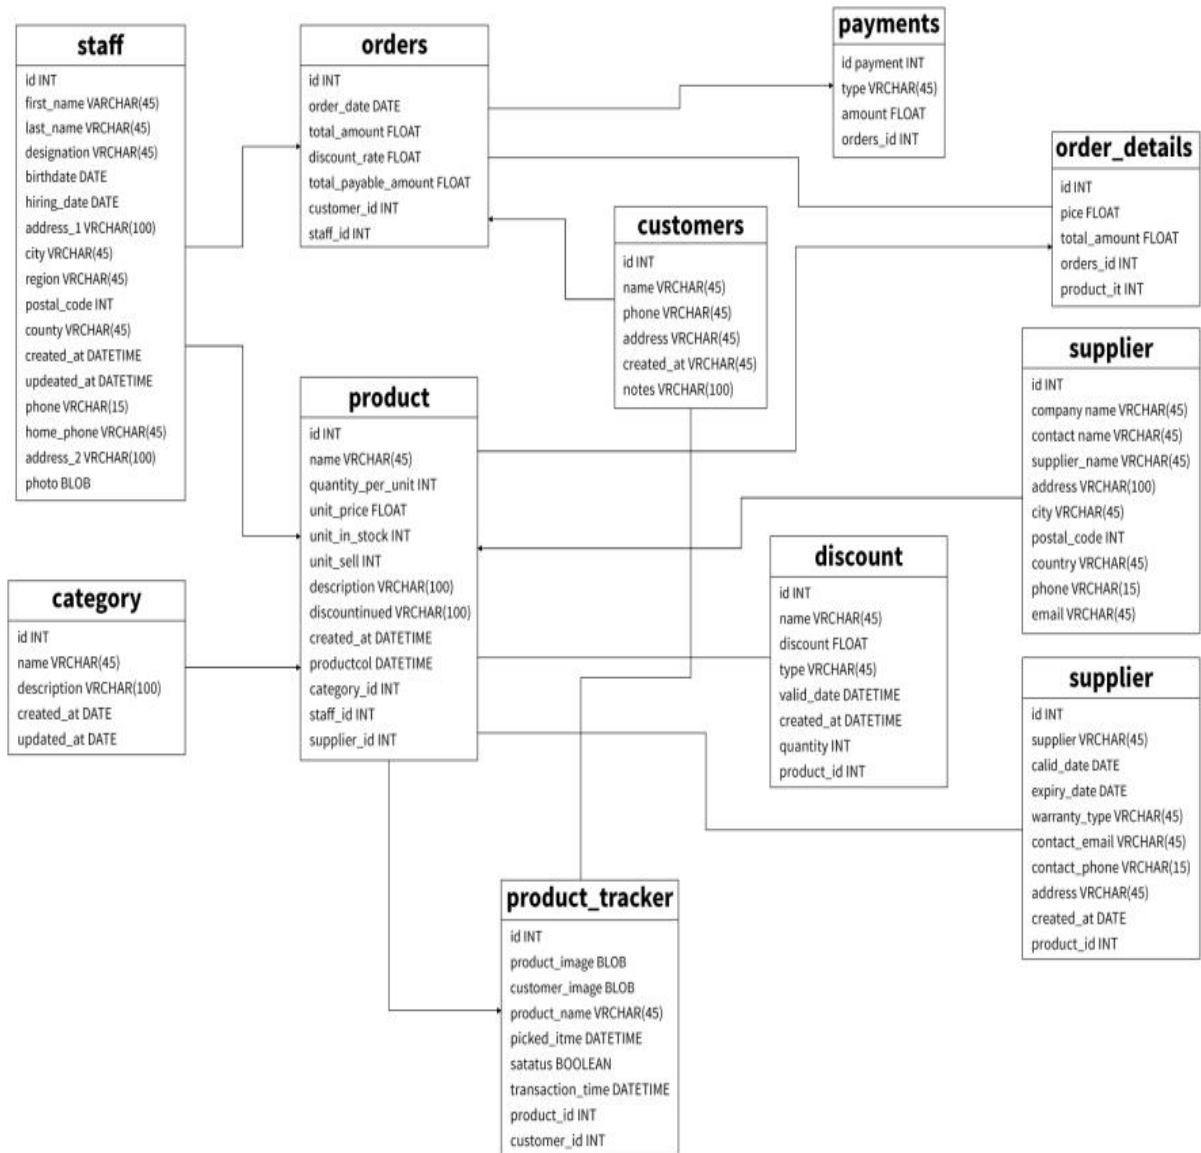 staff
id INT
first_name VARCHAR(45)
last_name VRCHAR(45)
designation VRCHAR(45)
birthdate DATE
hiring_date DATE
address_1 VRCHAR(100)
city VRCHAR(45)
region VRCHAR(45)
postal_code INT
county VRCHAR(45)
created_at DATETIME
updeated_at DATETIME
phone VRCHAR(15)
home_phone VRCHAR(45)
address_2 VRCHAR(100)
photo BLOB
orders
id INT
order_date DATE
total_amount FLOAT
discount_rate FLOAT
total_payable_amount FLOAT
customer_id INT
staff_id INT
payments
id payment INT
type VRCHAR(45)
amount FLOAT
orders_id INT
order_details
id INT
pice FLOAT
total_amount FLOAT
orders_id INT
product_it INT
customers
id INT
name VRCHAR(45)
phone VRCHAR(45)
address VRCHAR(45)
created_at VRCHAR(45)
notes VRCHAR(100)
product
id INT
name VRCHAR(45)
quantity_per_unit INT
unit_price FLOAT
unit_in_stock INT
unit_sell INT
description VRCHAR(100)
discountinued VRCHAR(100)
created_at DATETIME
productcol DATETIME
category_id INT
staff_id INT
supplier_id INT
supplier
id INT
company name VRCHAR(45)
contact name VRCHAR(45)
supplier_name VRCHAR(45)
address VRCHAR(100)
city VRCHAR(45)
postal_code INT
country VRCHAR(45)
phone VRCHAR(15)
email VRCHAR(45)
category
id INT
name VRCHAR(45)
description VRCHAR(100)
created_at DATE
updated_at DATE
discount
id INT
name VRCHAR(45)
discount FLOAT
type VRCHAR(45)
valid_date DATETIME
created_at DATETIME
quantity INT
product_id INT
supplier
id INT
supplier VRCHAR(45)
calid_date DATE
expiry_date DATE
warranty_type VRCHAR(45)
contact_email VRCHAR(45)
contact_phone VRCHAR(15)
address VRCHAR(45)
created_at DATE
product_id INT
product_tracker
id INT
product_image BLOB
customer_image BLOB
product_name VRCHAR(45)
picked_itme DATETIME
satatus BOOLEAN
transaction_time DATETIME
product_id INT
customer_id INT